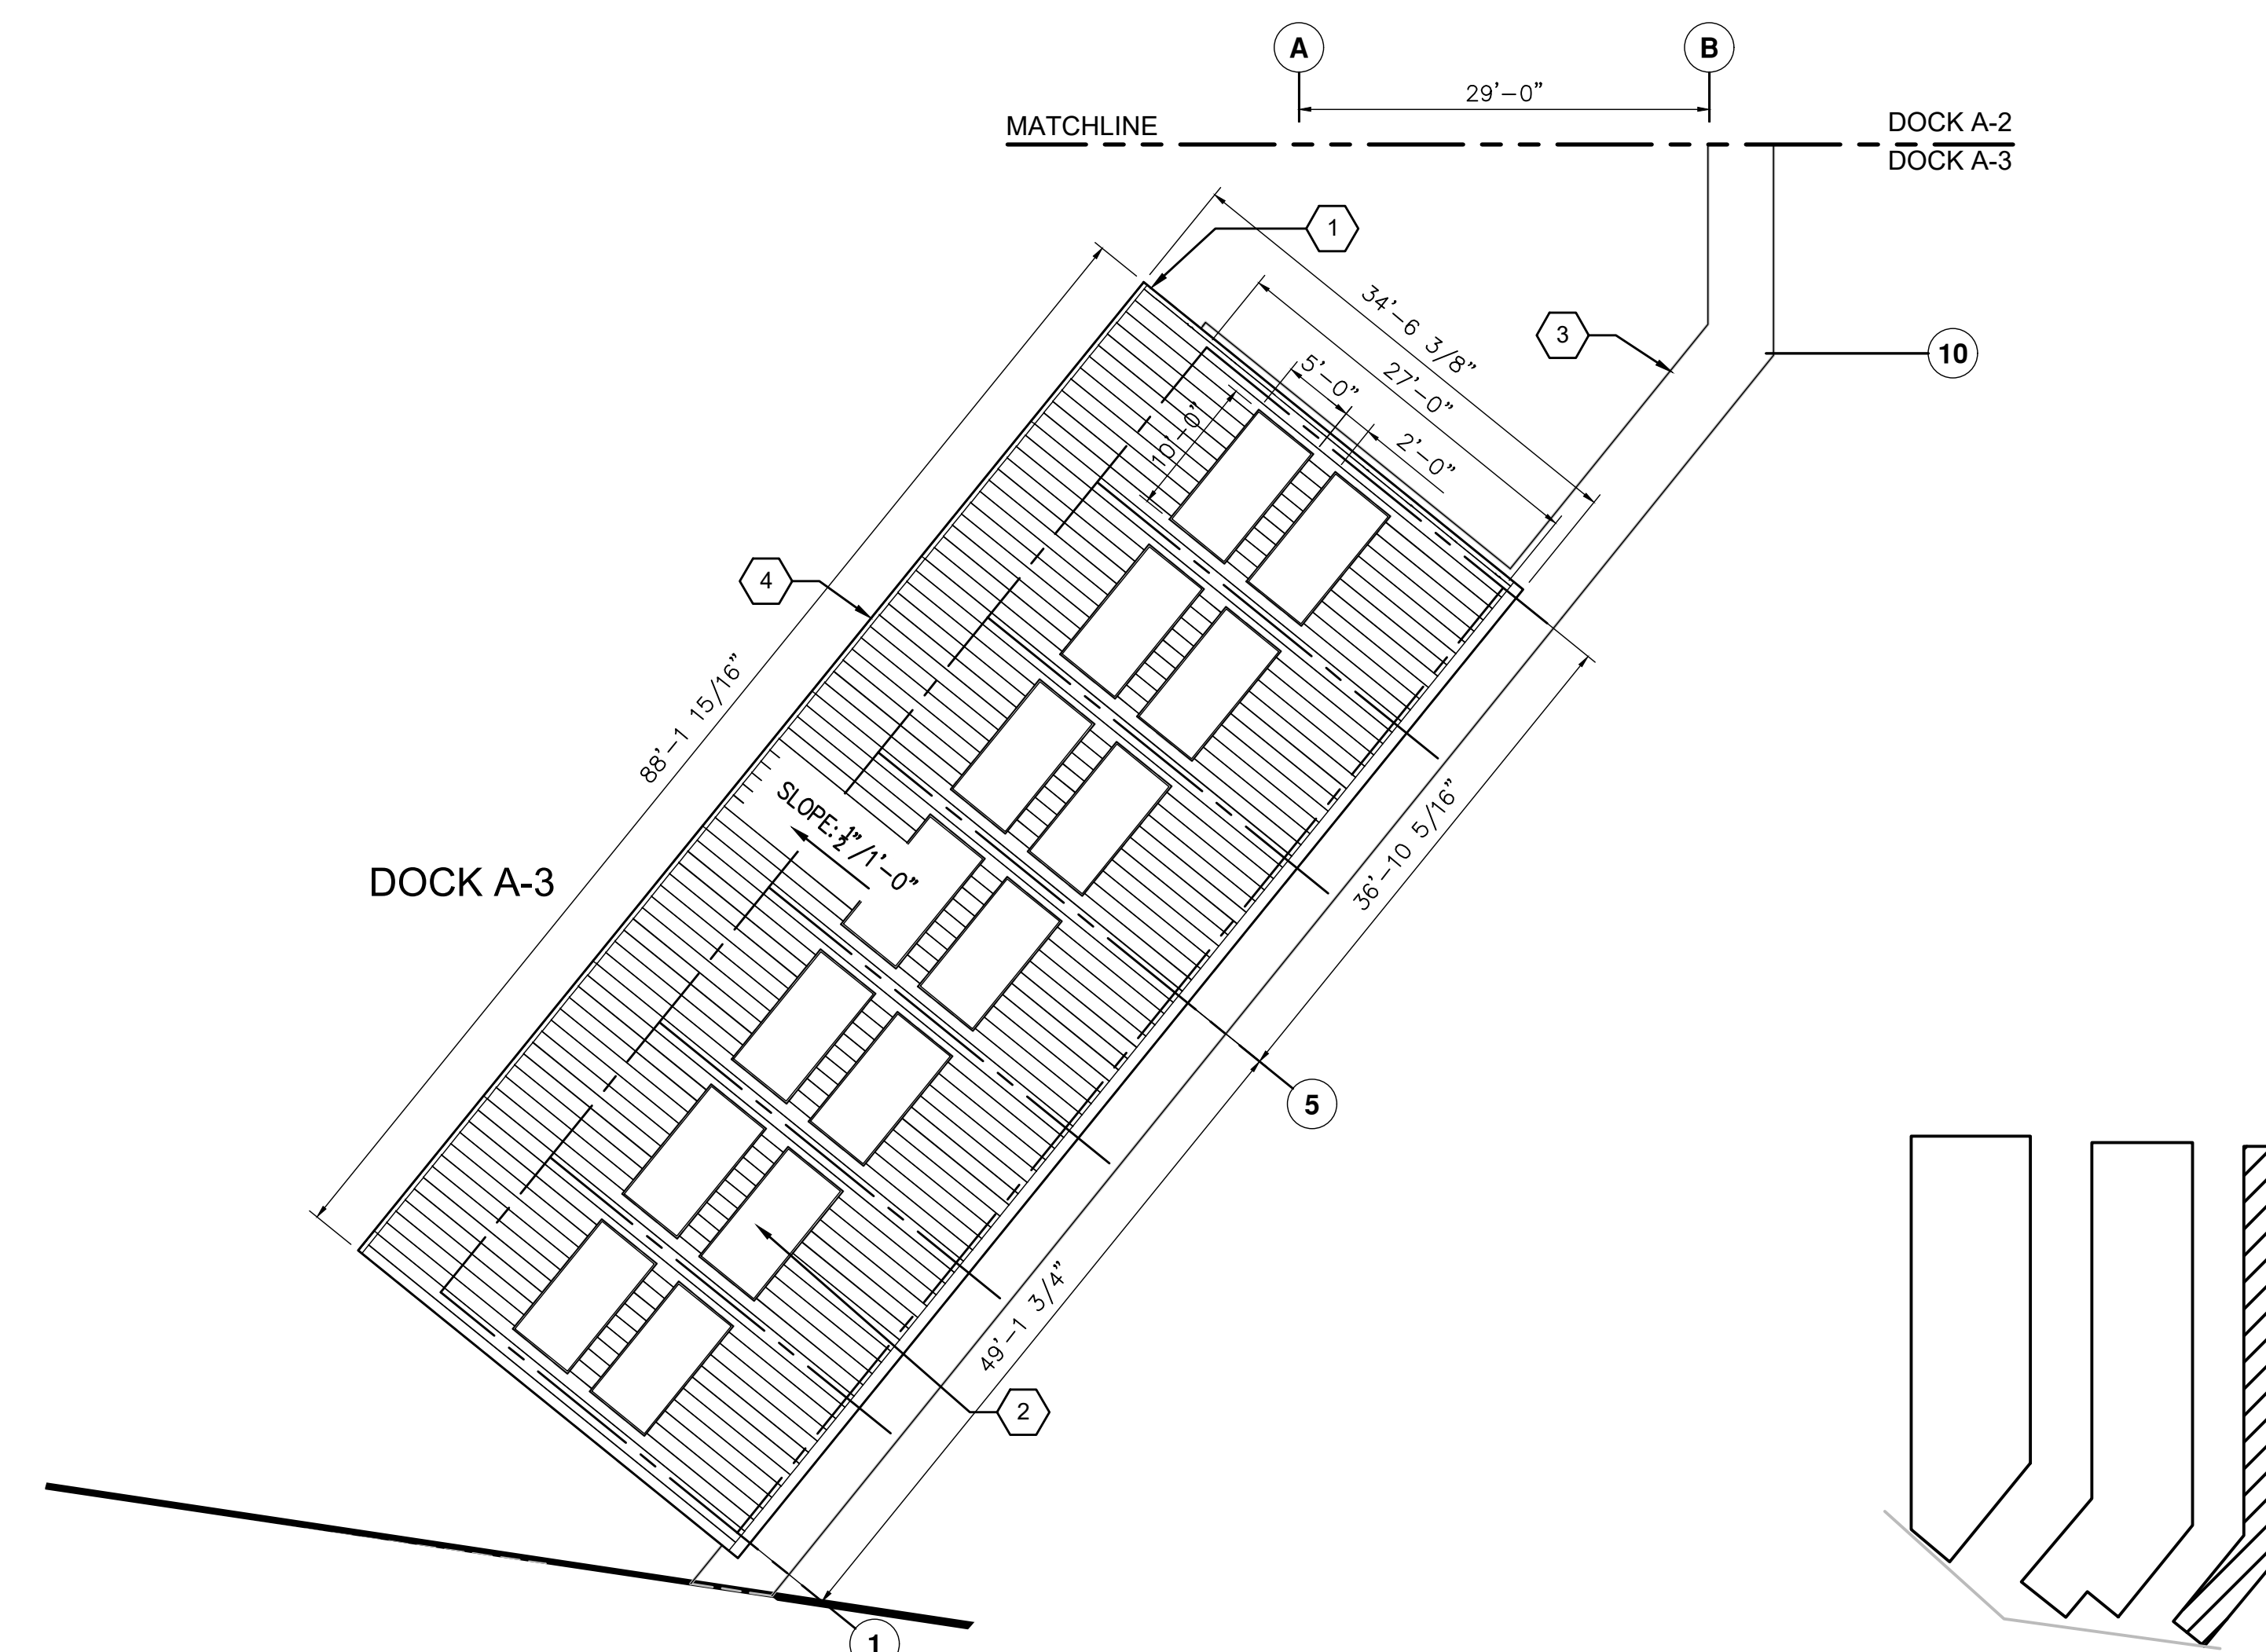 A
B
29'-0"
MATCHLINE
DOCK A-2
DOCK A-3
1
34'-6 3/8"
3
10
5'-0"
27'-0"
10'-0"
2'-0"
4
88'-1 15/16"
SLOPE: 1/2"/1'-0"
36'-10 5/16"
DOCK A-3
5
49'-1 3/4"
2
1